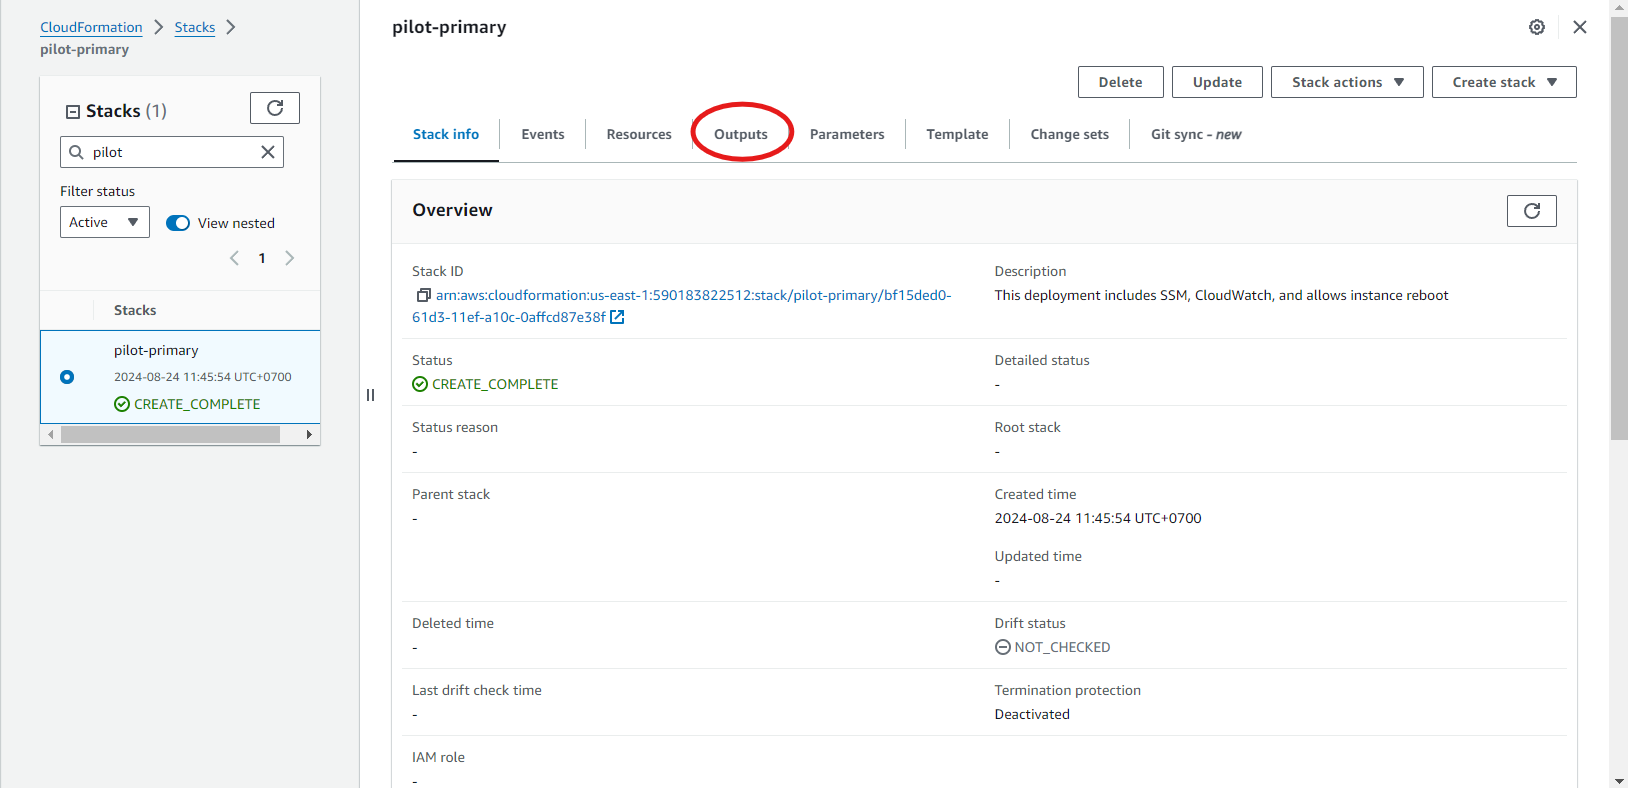 CloudFormation > Stacks >
pilot-primary
Stacks (1)
pilot
Filter status
Active
View nested
1
Stacks
pilot-primary
2024-08-24 11:45:54 UTC+0700
CREATE_COMPLETE
pilot-primary
Delete
Update
Stack actions
Create stack
Stack info
Events
Resources
Outputs
Parameters
Template
Change sets
Git sync - new
Overview
Stack ID
arn:aws:cloudformation:us-east-1:590183822512:stack/pilot-primary/bf15ded0-
61d3-11ef-a10c-0affcd87e38f
Description
This deployment includes SSM, CloudWatch, and allows instance reboot
Status
CREATE_COMPLETE
Detailed status
-
Status reason
-
Root stack
-
Parent stack
-
Created time
2024-08-24 11:45:54 UTC+0700
Updated time
-
Deleted time
-
Drift status
NOT_CHECKED
Last drift check time
-
Termination protection
Deactivated
IAM role
-